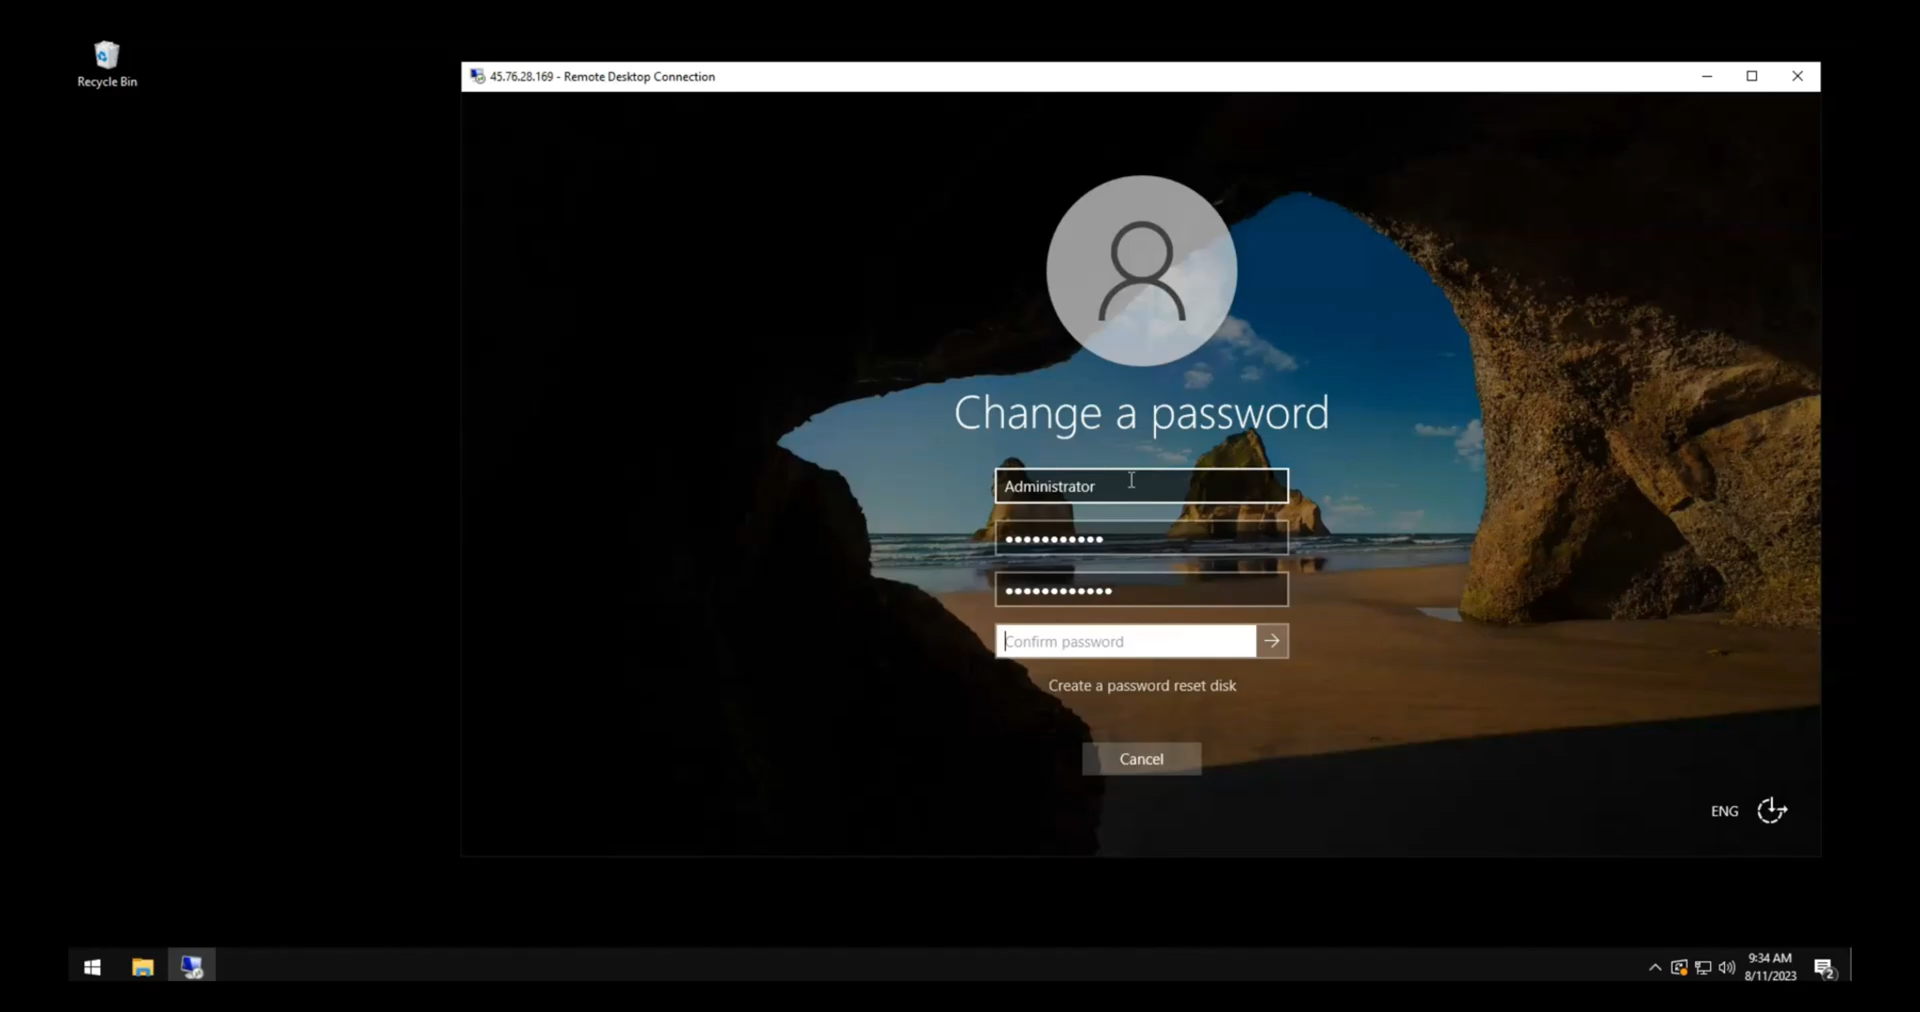 Recycle Bin
45.76.28.169 - Remote Desktop Connection
Change a password
Administrator
Confirm password
Create a password reset disk
Cancel
ENG
9:34 AM
8/11/2023
2